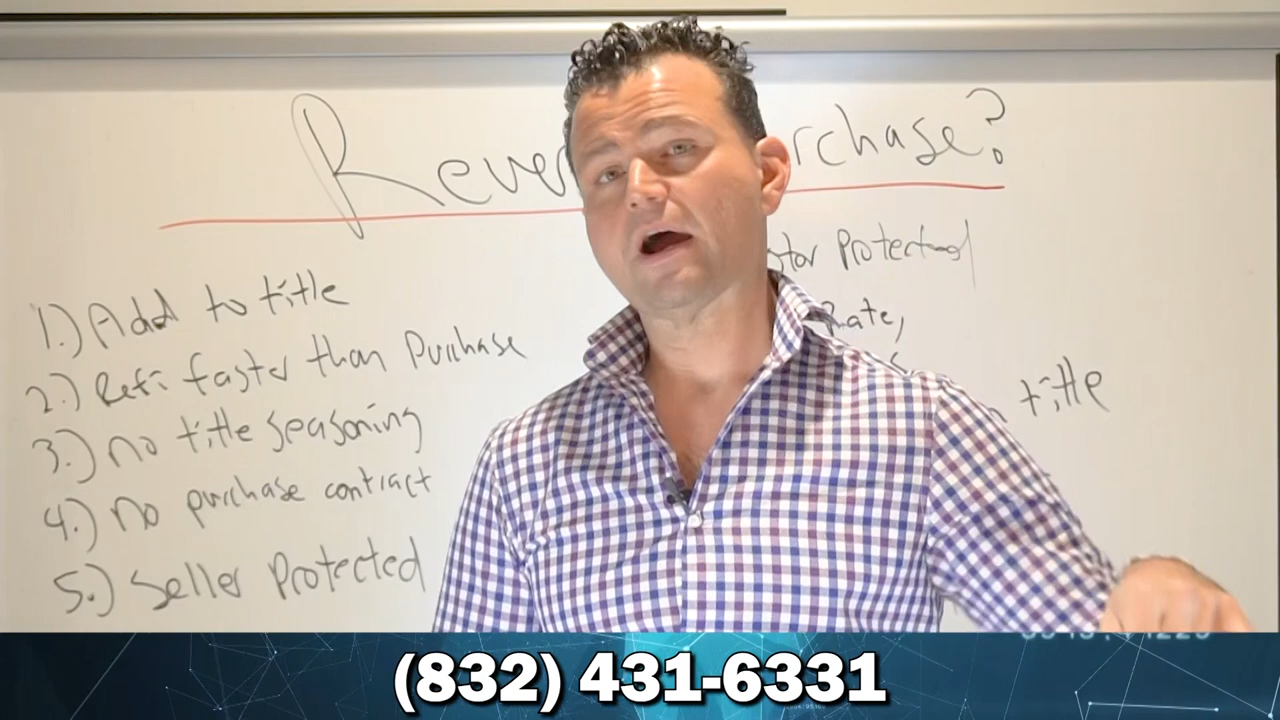 Rever rchase?
1.) Add to title
2.) Refi faster than Purchase
3.) no title seasoning
4.) no purchase contract
5.) Seller Protected
tor Protected
Rate,
title
(832) 431-6331